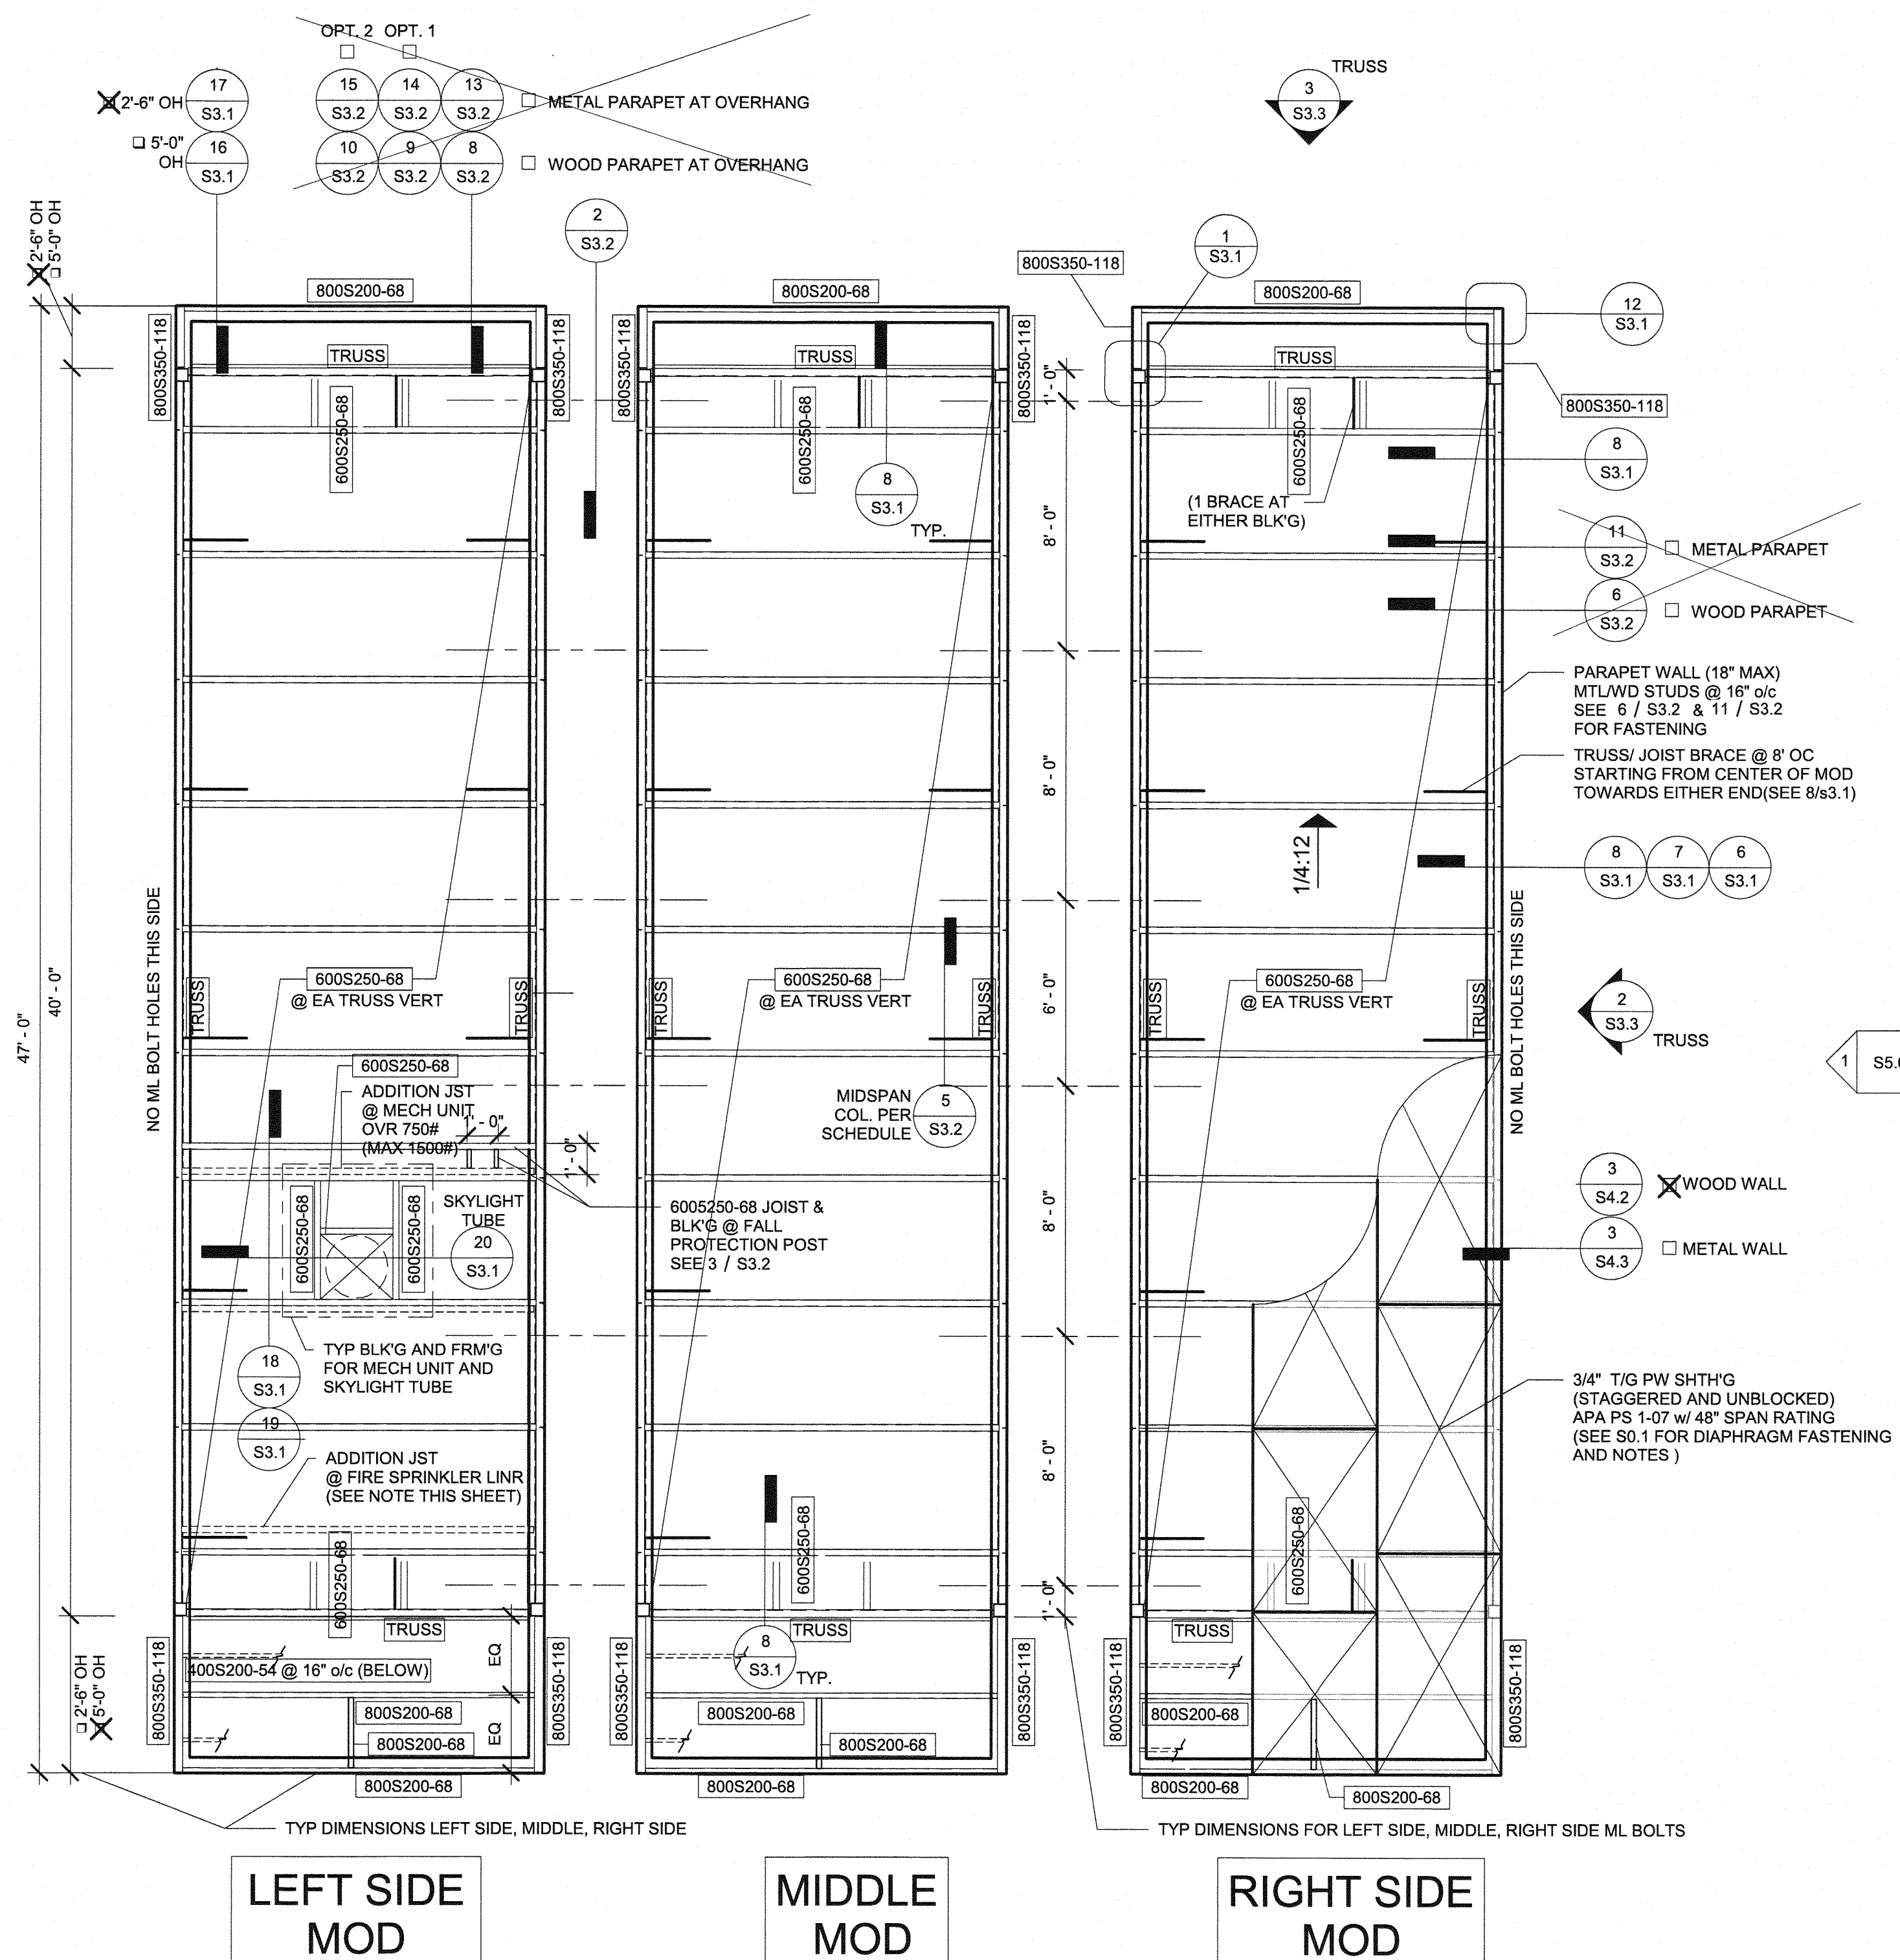 OPT. 2 OPT. 1
17
S3.1
2'-6" OH
15
S3.2
14
S3.2
13
S3.2
METAL PARAPET AT OVERHANG
5'-0"
OH
16
S3.1
10
S3.2
9
S3.2
8
S3.2
WOOD PARAPET AT OVERHANG
TRUSS
3
S3.3
2
S3.2
1
S3.1
2'-6" OH
5'-0" OH
800S200-68
800S200-68
800S350-118
800S200-68
12
S3.1
800S350-118
TRUSS
800S350-118
800S350-118
TRUSS
800S350-118
TRUSS
800S350-118
600S250-68
600S250-68
600S250-68
1'- 0"
8
S3.1
TYP.
8' - 0"
(1 BRACE AT
EITHER BLK'G)
8
S3.1
11
S3.2
METAL PARAPET
6
S3.2
WOOD PARAPET
PARAPET WALL (18" MAX)
MTL/WD STUDS @ 16" o/c
SEE 6 / S3.2 & 11 / S3.2
FOR FASTENING
TRUSS/ JOIST BRACE @ 8' OC
STARTING FROM CENTER OF MOD
TOWARDS EITHER END(SEE 8/s3.1)
8' - 0"
1/4:12
8
S3.1
7
S3.1
6
S3.1
NO ML BOLT HOLES THIS SIDE
NO ML BOLT HOLES THIS SIDE
47' - 0"
40' - 0"
TRUSS
600S250-68
@ EA TRUSS VERT
TRUSS
TRUSS
600S250-68
@ EA TRUSS VERT
TRUSS
6' - 0"
TRUSS
600S250-68
@ EA TRUSS VERT
TRUSS
2
S3.3
TRUSS
1
S5.0
600S250-68
ADDITION JST
@ MECH UNIT
OVR 750#
(MAX 1500#)
1' - 0"
1' - 0"
MIDSPAN
COL. PER
SCHEDULE
5
S3.2
600S250-68
600S250-68
SKYLIGHT
TUBE
20
S3.1
6005250-68 JOIST &
BLK'G @ FALL
PROTECTION POST
SEE 3 / S3.2
8' - 0"
3
S4.2
WOOD WALL
3
S4.3
METAL WALL
TYP BLK'G AND FRM'G
FOR MECH UNIT AND
SKYLIGHT TUBE
18
S3.1
19
S3.1
8' - 0"
3/4" T/G PW SHTH'G
(STAGGERED AND UNBLOCKED)
APA PS 1-07 w/ 48" SPAN RATING
(SEE S0.1 FOR DIAPHRAGM FASTENING
AND NOTES )
ADDITION JST
@ FIRE SPRINKLER LINR
(SEE NOTE THIS SHEET)
600S250-68
600S250-68
600S250-68
1'- 0"
TRUSS
TRUSS
TRUSS
2'-6" OH
5'-0" OH
800S350-118
400S200-54 @ 16" o/c (BELOW)
EQ
800S350-118
800S350-118
8
S3.1
TYP.
800S350-118
800S350-118
800S350-118
800S200-68
800S200-68
EQ
800S200-68
800S200-68
800S200-68
800S200-68
800S200-68
800S200-68
800S200-68
800S200-68
TYP DIMENSIONS LEFT SIDE, MIDDLE, RIGHT SIDE
TYP DIMENSIONS FOR LEFT SIDE, MIDDLE, RIGHT SIDE ML BOLTS
LEFT SIDE
MOD
MIDDLE
MOD
RIGHT SIDE
MOD